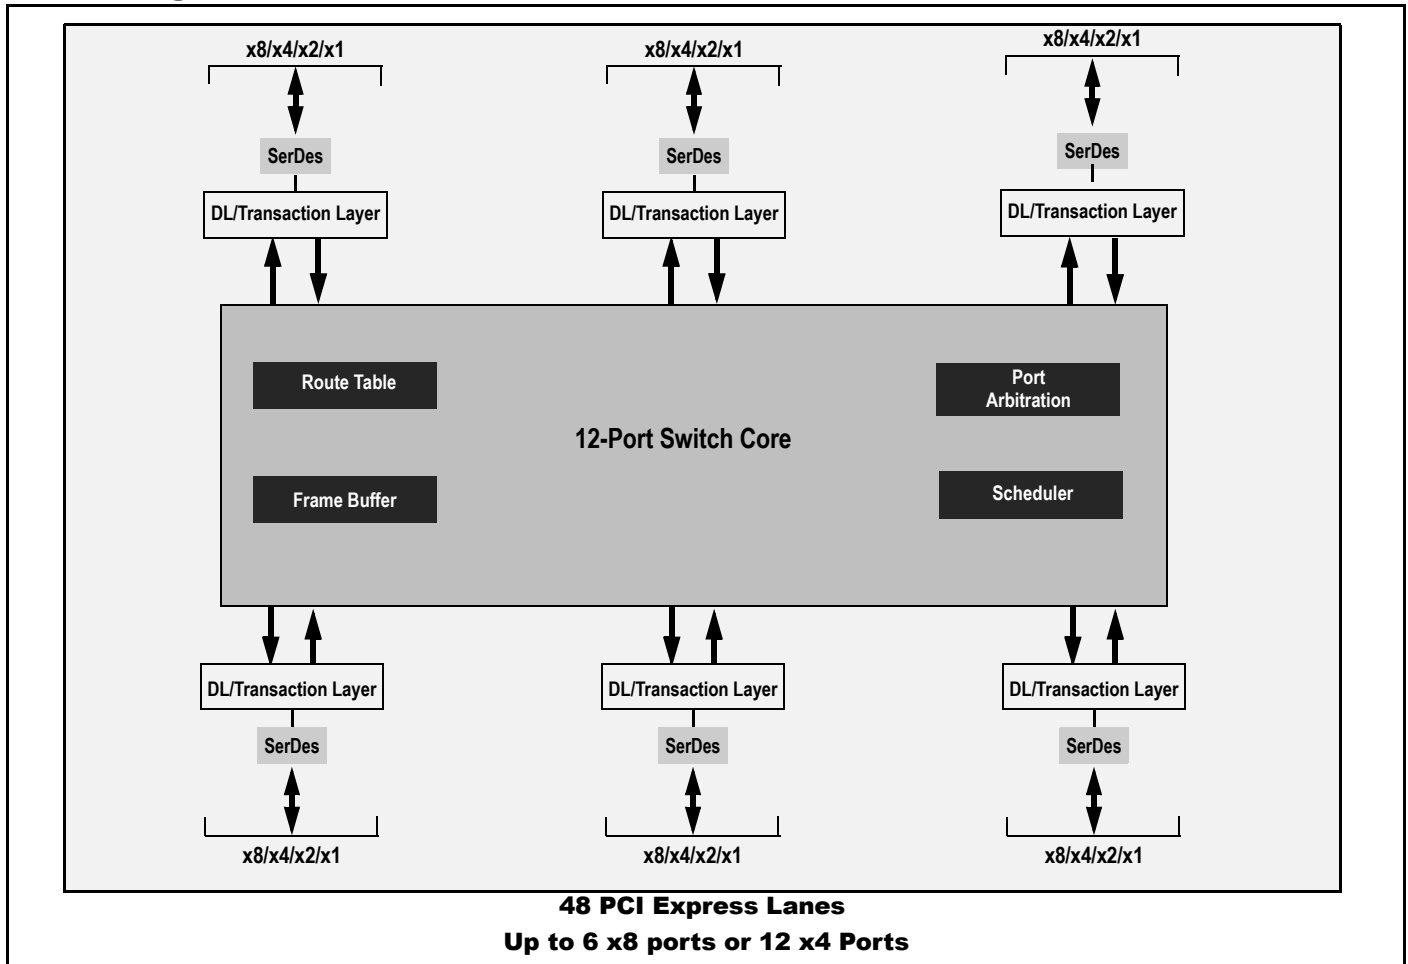 x8/x4/x2/x1
x8/x4/x2/x1
x8/x4/x2/x1
SerDes
SerDes
SerDes
DL/Transaction Layer
DL/Transaction Layer
DL/Transaction Layer
Route Table
Port
Arbitration
12-Port Switch Core
Frame Buffer
Scheduler
DL/Transaction Layer
DL/Transaction Layer
DL/Transaction Layer
SerDes
SerDes
SerDes
x8/x4/x2/x1
x8/x4/x2/x1
x8/x4/x2/x1
48 PCI Express Lanes
Up to 6 x8 ports or 12 x4 Ports